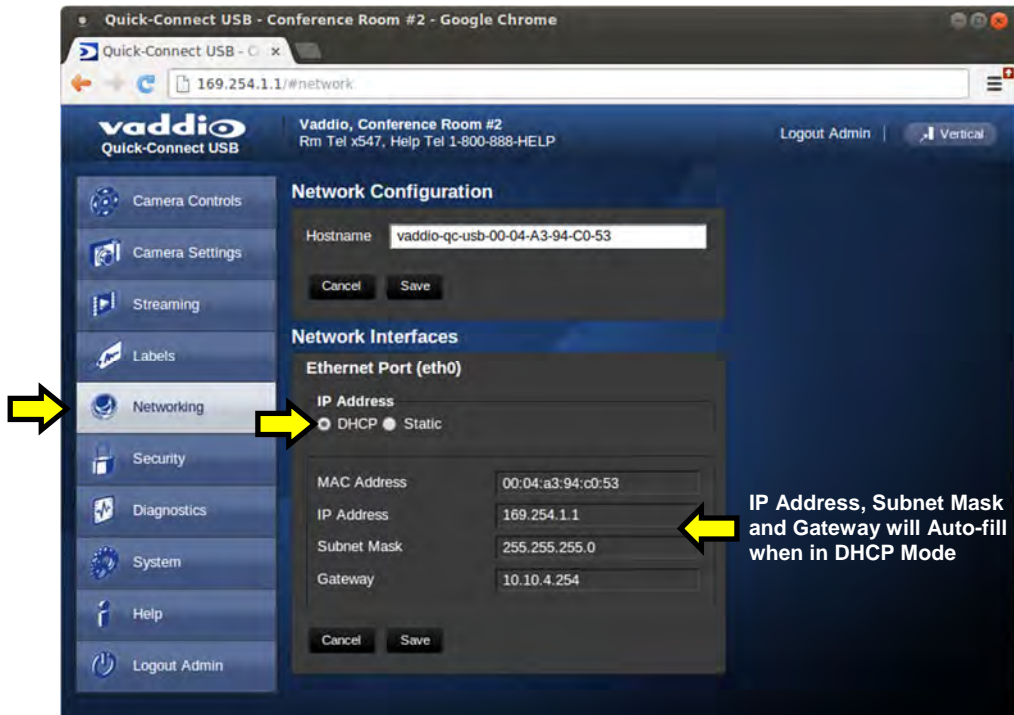 Quick-Connect USB - Conference Room #2 - Google Chrome
Quick-Connect USB - C
169.254.1.1/#network
vaddio
Quick-Connect USB
Vaddio, Conference Room #2
Rm Tel x547, Help Tel 1-800-888-HELP
Logout Admin
Vertical
Camera Controls
Camera Settings
Streaming
Labels
Networking
Security
Diagnostics
System
Help
Logout Admin
Network Configuration
Hostname vaddio-qc-usb-00-04-A3-94-C0-53
Cancel Save
Network Interfaces
Ethernet Port (eth0)
IP Address
DHCP Static
MAC Address 00:04:a3:94:c0:53
IP Address 169.254.1.1
Subnet Mask 255.255.255.0
Gateway 10.10.4.254
Cancel Save
IP Address, Subnet Mask
and Gateway will Auto-fill
when in DHCP Mode